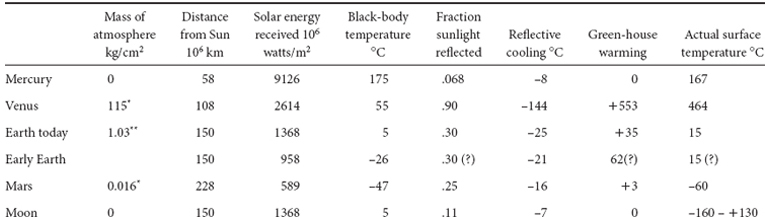 Mass of atmosphere kg/cm² Distance from Sun 10⁶ km Solar energy received 10⁶ watts/m² Black-body temperature °C Fraction sunlight reflected Reflective cooling °C Green-house warming Actual surface temperature °C
Mercury 0 58 9126 175 .068 –8 0 167
Venus 115* 108 2614 55 .90 –144 +553 464
Earth today 1.03** 150 1368 5 .30 –25 +35 15
Early Earth 150 958 –26 .30 (?) –21 62(?) 15 (?)
Mars 0.016* 228 589 –47 .25 –16 +3 –60
Moon 0 150 1368 5 .11 –7 0 –160 – +130